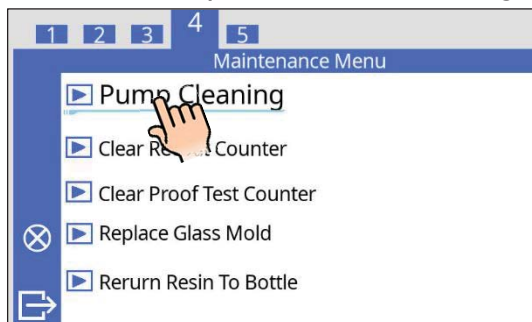 1 2 3 4 5
Maintenance Menu
Pump Cleaning
Clear Counter
Clear Proof Test Counter
Replace Glass Mold
Rerurn Resin To Bottle